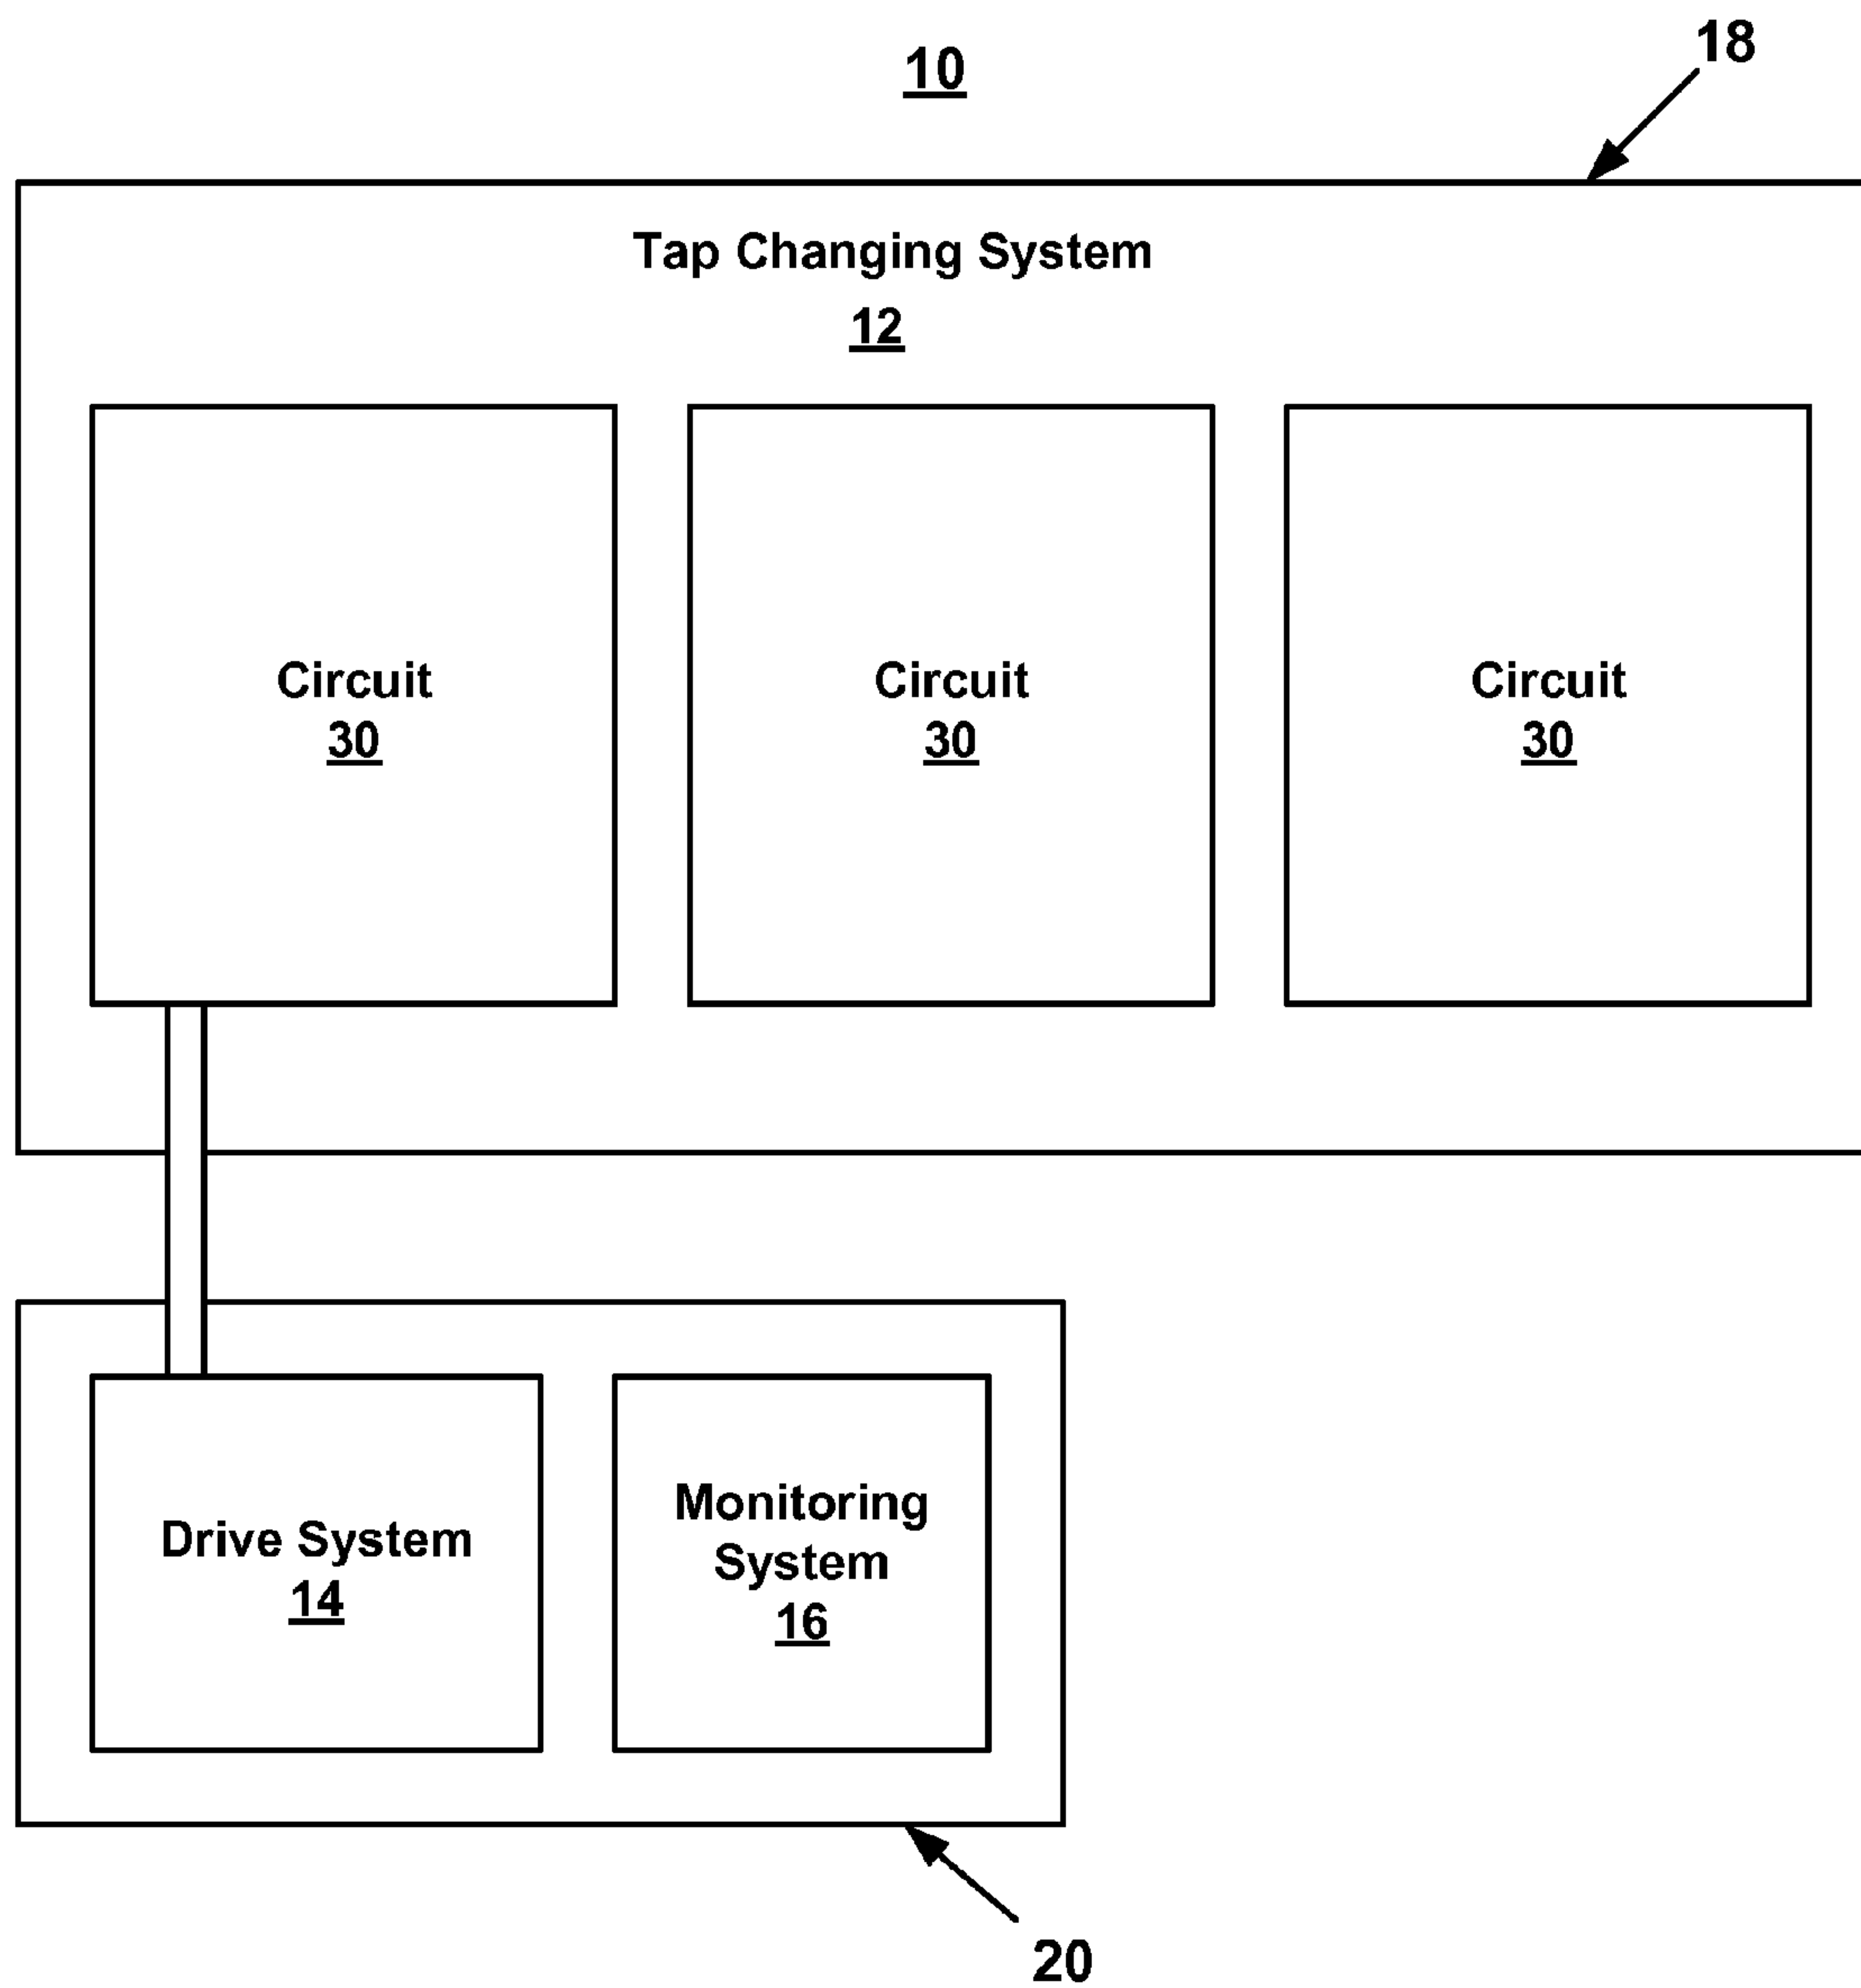 10
18
Tap Changing System
12
Circuit
30
Circuit
30
Circuit
30
Drive System
14
Monitoring
System
16
20